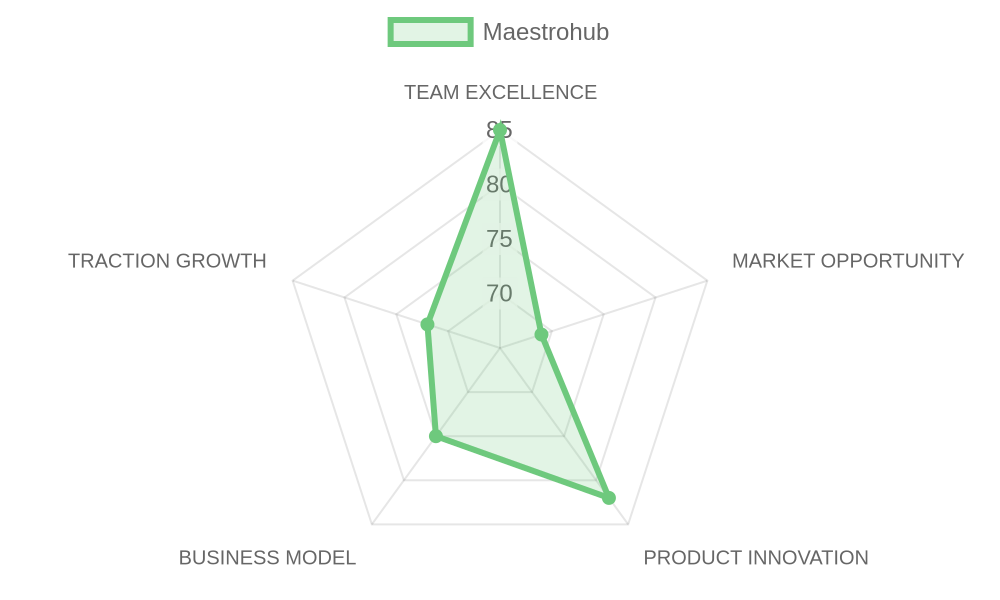 Maestrohub
TEAM EXCELLENCE
85
80
75
70
TRACTION GROWTH
MARKET OPPORTUNITY
BUSINESS MODEL
PRODUCT INNOVATION